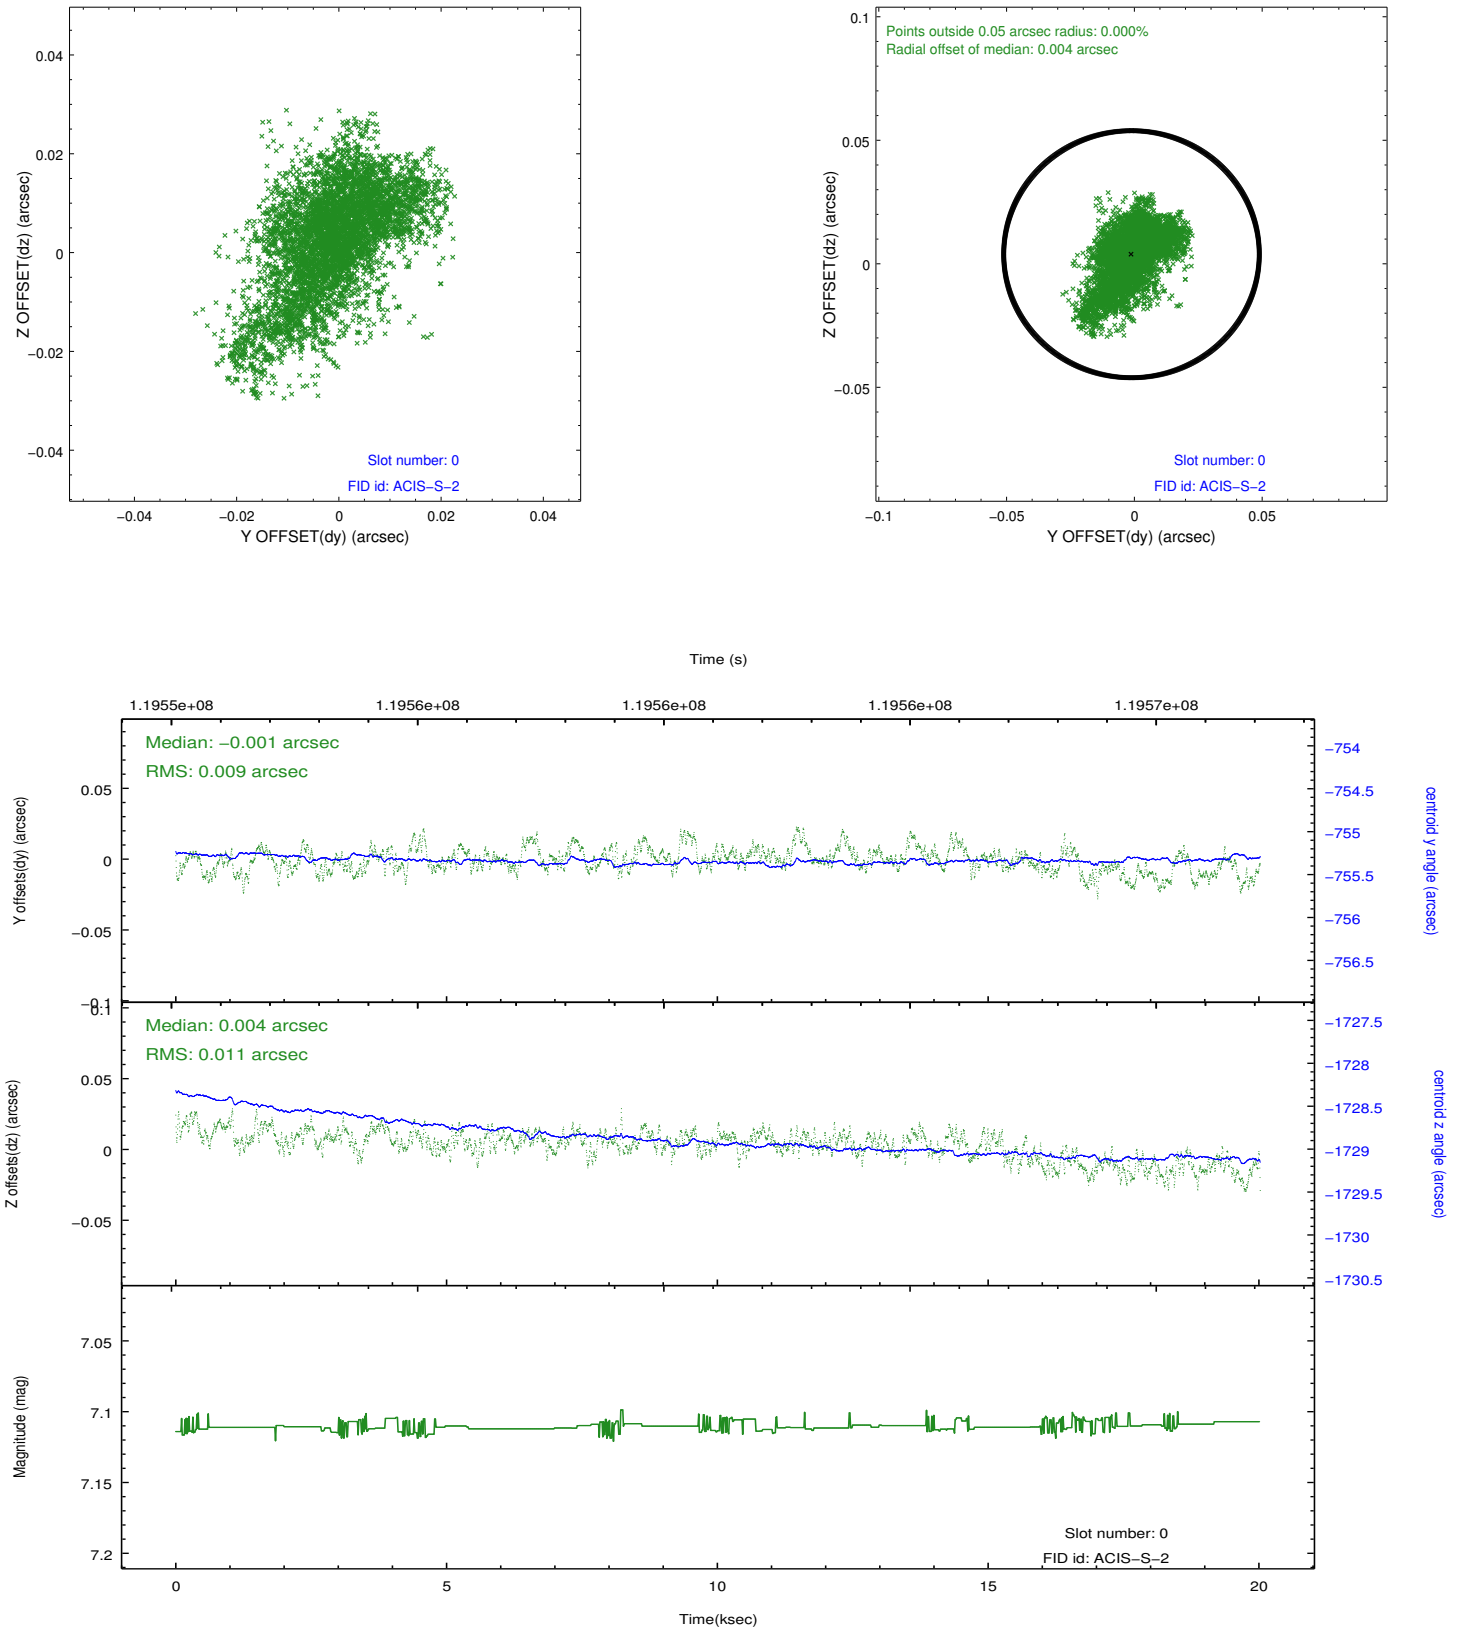 0.04
0.02
0
−0.02
−0.04
Z OFFSET(dz) (arcsec)
Slot number: 0
FID id: ACIS−S−2
−0.04
−0.02
0
0.02
0.04
Y OFFSET(dy) (arcsec)
0.1
0.05
0
−0.05
Z OFFSET(dz) (arcsec)
Points outside 0.05 arcsec radius: 0.000%
Radial offset of median: 0.004 arcsec
Slot number: 0
FID id: ACIS−S−2
−0.1
−0.05
0
0.05
Y OFFSET(dy) (arcsec)
Time (s)
1.1955e+08
1.1956e+08
1.1956e+08
1.1956e+08
1.1957e+08
Median: −0.001 arcsec
RMS: 0.009 arcsec
0.05
0
−0.05
−0.1
Y offsets(dy) (arcsec)
−754
−754.5
−755
−755.5
−756
−756.5
centroid y angle (arcsec)
Median: 0.004 arcsec
RMS: 0.011 arcsec
0.1
0.05
0
−0.05
Z offsets(dz) (arcsec)
−1727.5
−1728
−1728.5
−1729
−1729.5
−1730
−1730.5
centroid z angle (arcsec)
7.05
7.1
7.15
7.2
Magnitude (mag)
Slot number: 0
FID id: ACIS−S−2
0
5
10
15
20
Time(ksec)